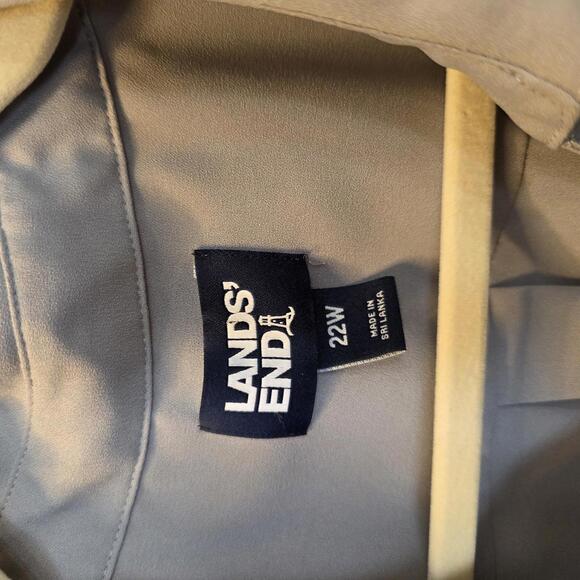 LANDS'
END
22W
MADE IN
SRI LANKA